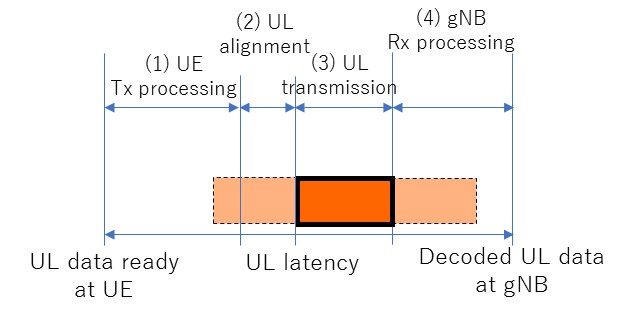 (4) gNB
Rx processing
(2) UL
alignment
(1) UE
Tx processing
(3) UL
transmission
UL data ready
at UE
UL latency
Decoded UL data
at gNB